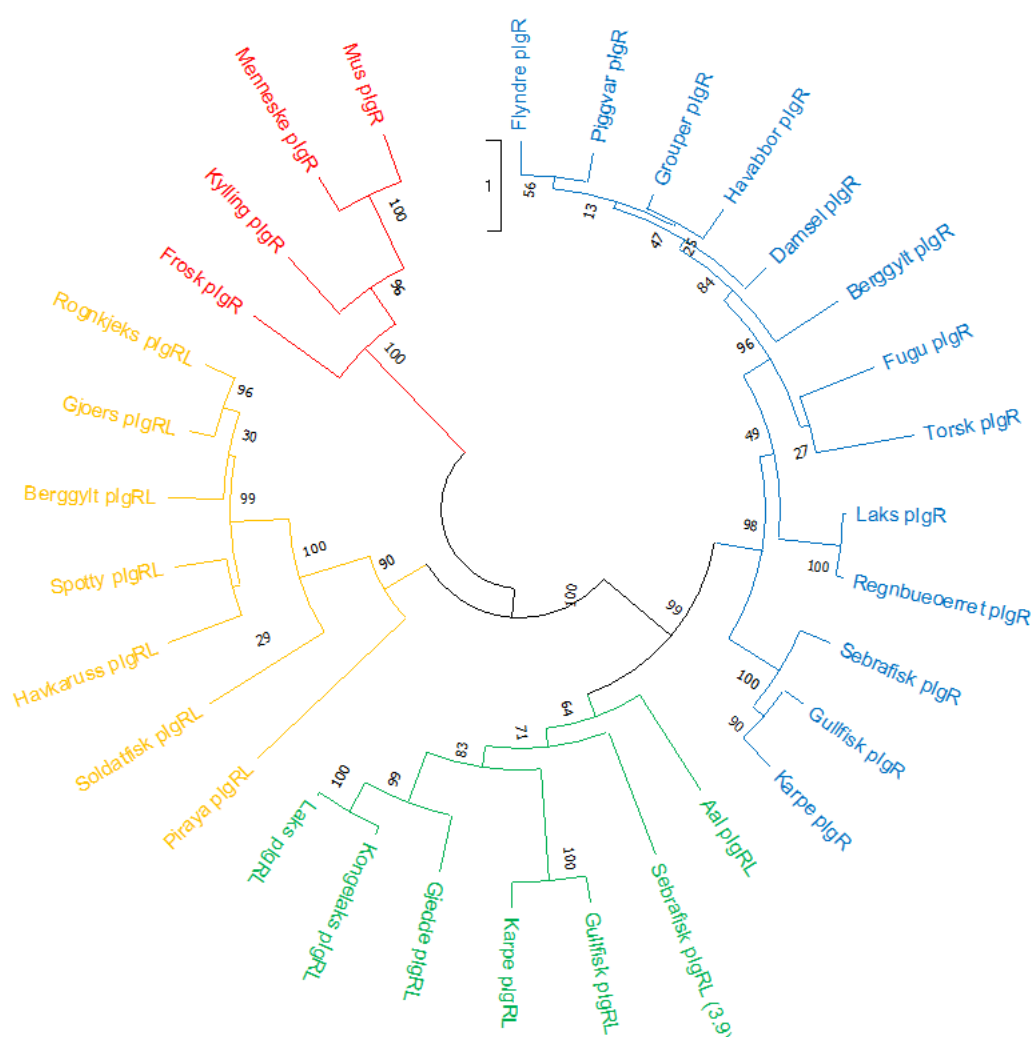 Mus pIgR
Menneske pIgR
Kylling pIgR
Frosk pIgR
100
96
100
1
Flyndre pIgR
Piggvar pIgR
Grouper pIgR
Havabbor pIgR
Damsel pIgR
Berggylt pIgR
Fugu pIgR
Torsk pIgR
Laks pIgR
Regnbueoerret pIgR
Sebrafisk pIgR
Gullfisk pIgR
Karpe pIgR
56
13
47
25
84
96
27
49
98
100
100
90
99
100
Aal pIgRL
Sebrafisk pIgRL (3.9)
Gullfisk pIgRL
Karpe pIgRL
Gjedde pIgRL
Kongelaks pIgRL
Laks pIgRL
64
71
83
100
99
100
Piraya pIgRL
Soldatfisk pIgRL
Havkaruss pIgRL
Spotty pIgRL
Berggylt pIgRL
Gjoers pIgRL
Rognkjeks pIgRL
90
100
29
99
30
96